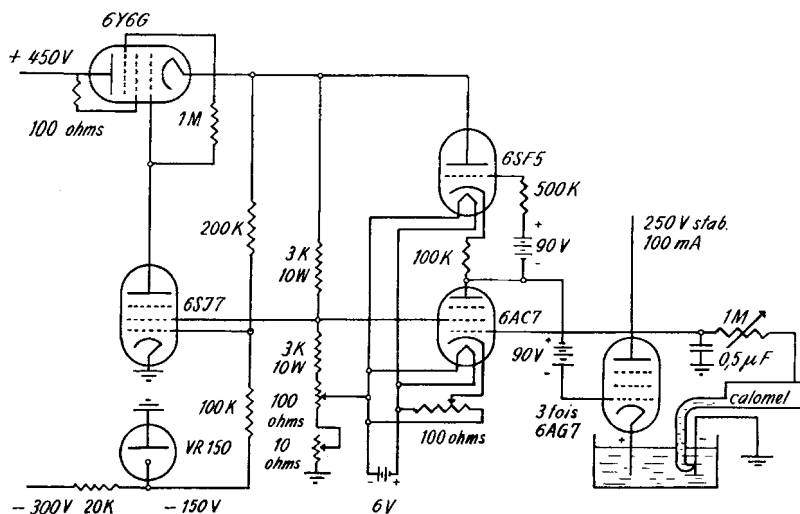 6Y6G
+ 450V
100 ohms
1M
6SF5
500K
+
90V
-
250V stab.
100 mA
200K
3K
10W
100K
6SJ7
6AC7
1M
3K
10W
+
90V
-
0,5µF
calomel
100K
100
ohms
VR 150
10
ohms
100 ohms
3 fois
6AG7
+
-
- 300V
20K
- 150V
-
+
6V